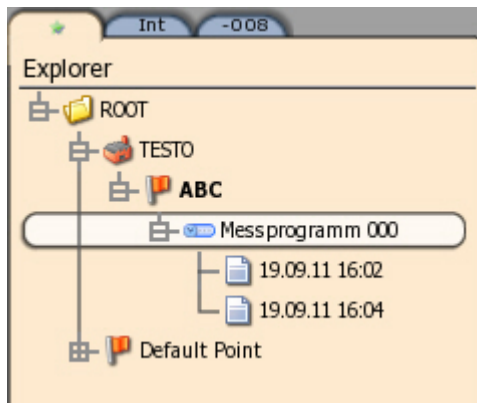 Int -008
Explorer
ROOT
TESTO
ABC
Messprogramm 000
19.09.11 16:02
19.09.11 16:04
Default Point